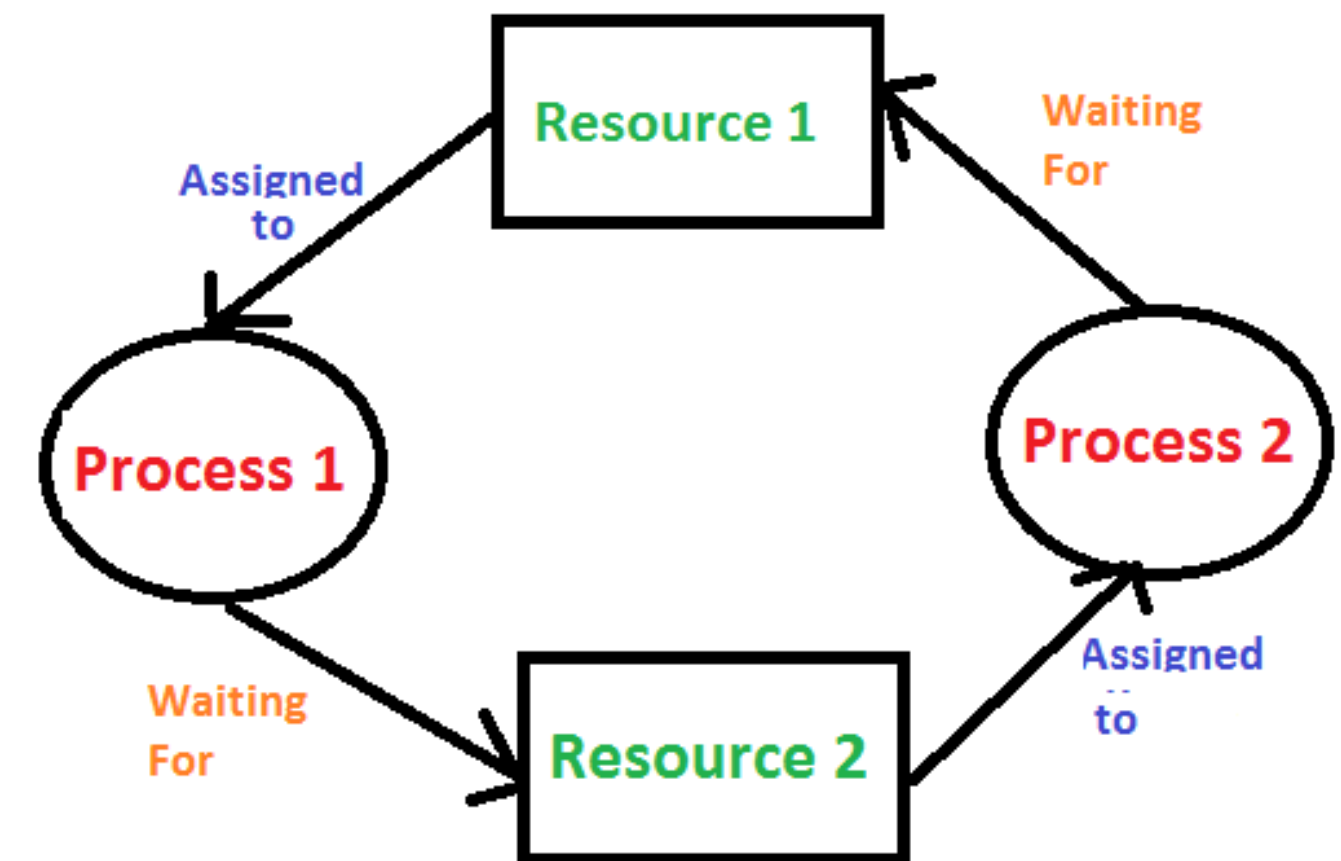 Resource 1
Waiting
For
Assigned
to
Process 1
Process 2
Assigned
to
Waiting
For
Resource 2